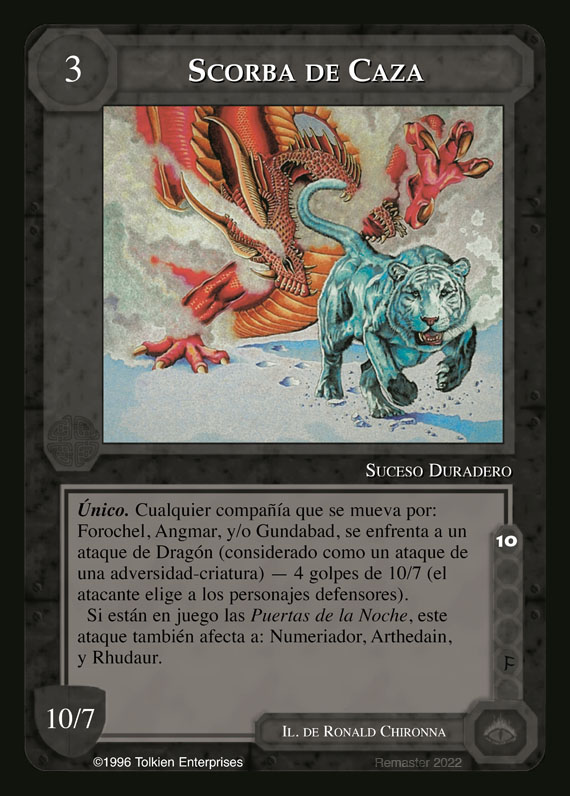 3
SCORBA DE CAZA
SUCESO DURADERO
Único. Cualquier compañía que se mueva por:
Forochel, Angmar, y/o Gundabad, se enfrenta a un
ataque de Dragón (considerado como un ataque de
una adversidad-criatura) — 4 golpes de 10/7 (el
atacante elige a los personajes defensores).
Si están en juego las Puertas de la Noche, este
ataque también afecta a: Numeriador, Arthedain,
y Rhudaur.
10
10/7
IL. DE RONALD CHIRONNA
©1996 Tolkien Enterprises
Remaster 2022